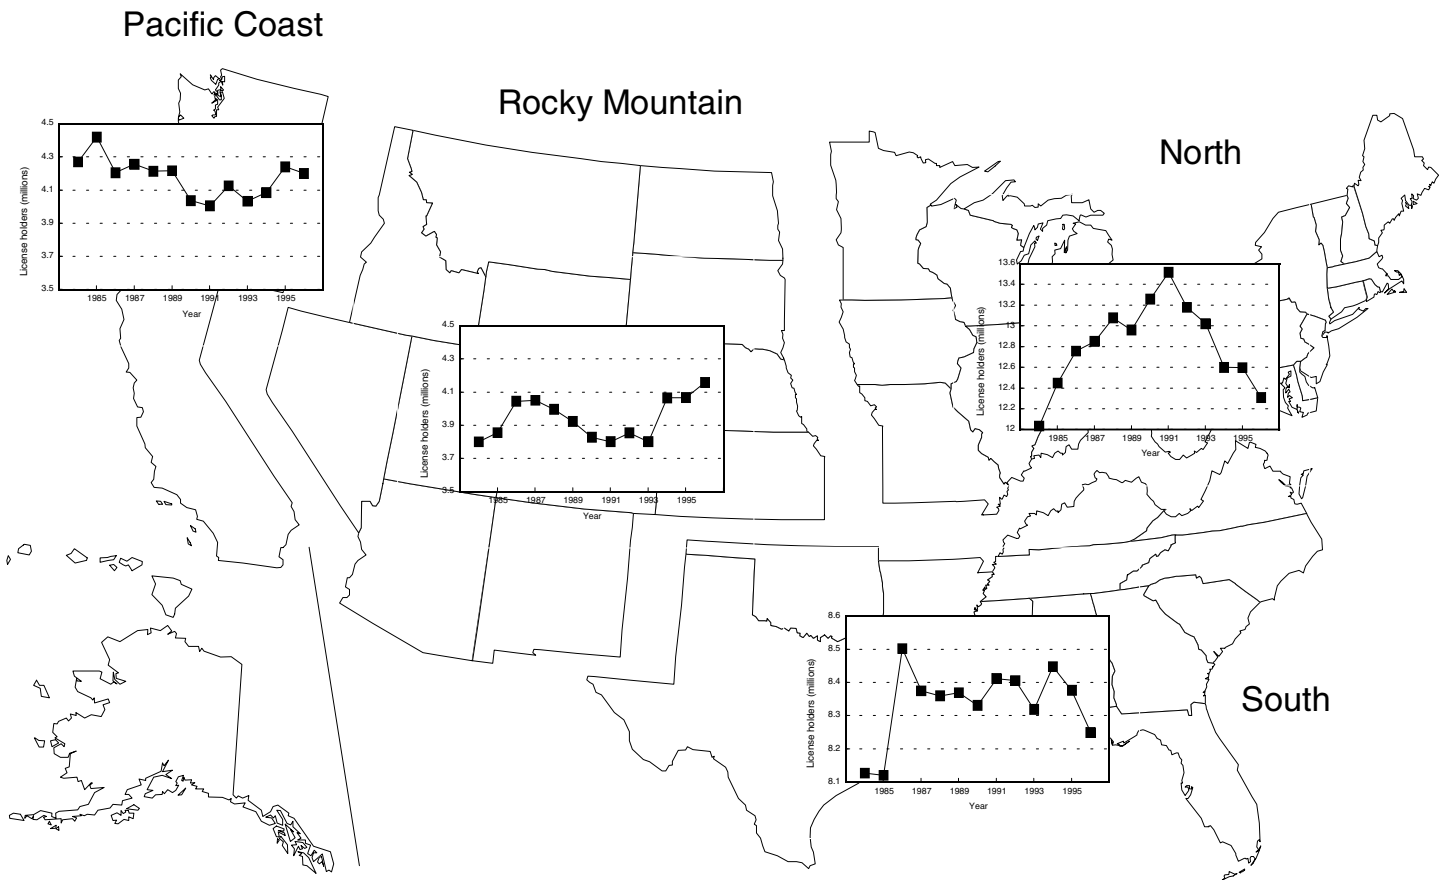 Pacific Coast
Rocky Mountain
North
4.5
4.3
4.1
3.9
3.7
3.5
License holders (millions)
1985 1987 1989 1991 1993 1995
Year
13.6
13.4
13.2
13
12.8
12.6
12.4
12.2
12
License holders (millions)
1985 1987 1989 1991 1993 1995
Year
4.5
4.3
4.1
3.9
3.7
3.5
License holders (millions)
1985 1987 1989 1991 1993 1995
Year
8.6
8.5
8.4
8.3
8.2
8.1
License holders (millions)
1985 1987 1989 1991 1993 1995
Year
South